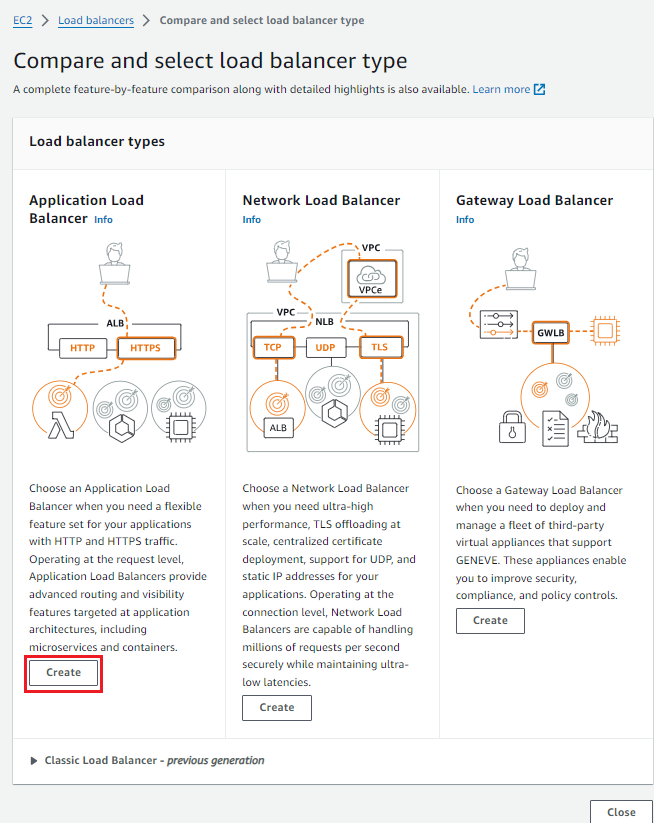 EC2 > Load balancers > Compare and select load balancer type
Compare and select load balancer type
A complete feature-by-feature comparison along with detailed highlights is also available. Learn more
Load balancer types
Application Load
Balancer Info
ALB
HTTP HTTPS
Choose an Application Load
Balancer when you need a flexible
feature set for your applications
with HTTP and HTTPS traffic.
Operating at the request level,
Application Load Balancers provide
advanced routing and visibility
features targeted at application
architectures, including
microservices and containers.
Create
Network Load Balancer
Info
VPC
VPCe
VPC
NLB
TCP UDP TLS
ALB
Choose a Network Load Balancer
when you need ultra-high
performance, TLS offloading at
scale, centralized certificate
deployment, support for UDP, and
static IP addresses for your
applications. Operating at the
connection level, Network Load
Balancers are capable of handling
millions of requests per second
securely while maintaining ultra-
low latencies.
Create
Gateway Load Balancer
Info
GWLB
Choose a Gateway Load Balancer
when you need to deploy and
manage a fleet of third-party
virtual appliances that support
GENEVE. These appliances enable
you to improve security,
compliance, and policy controls.
Create
Classic Load Balancer - previous generation
Close